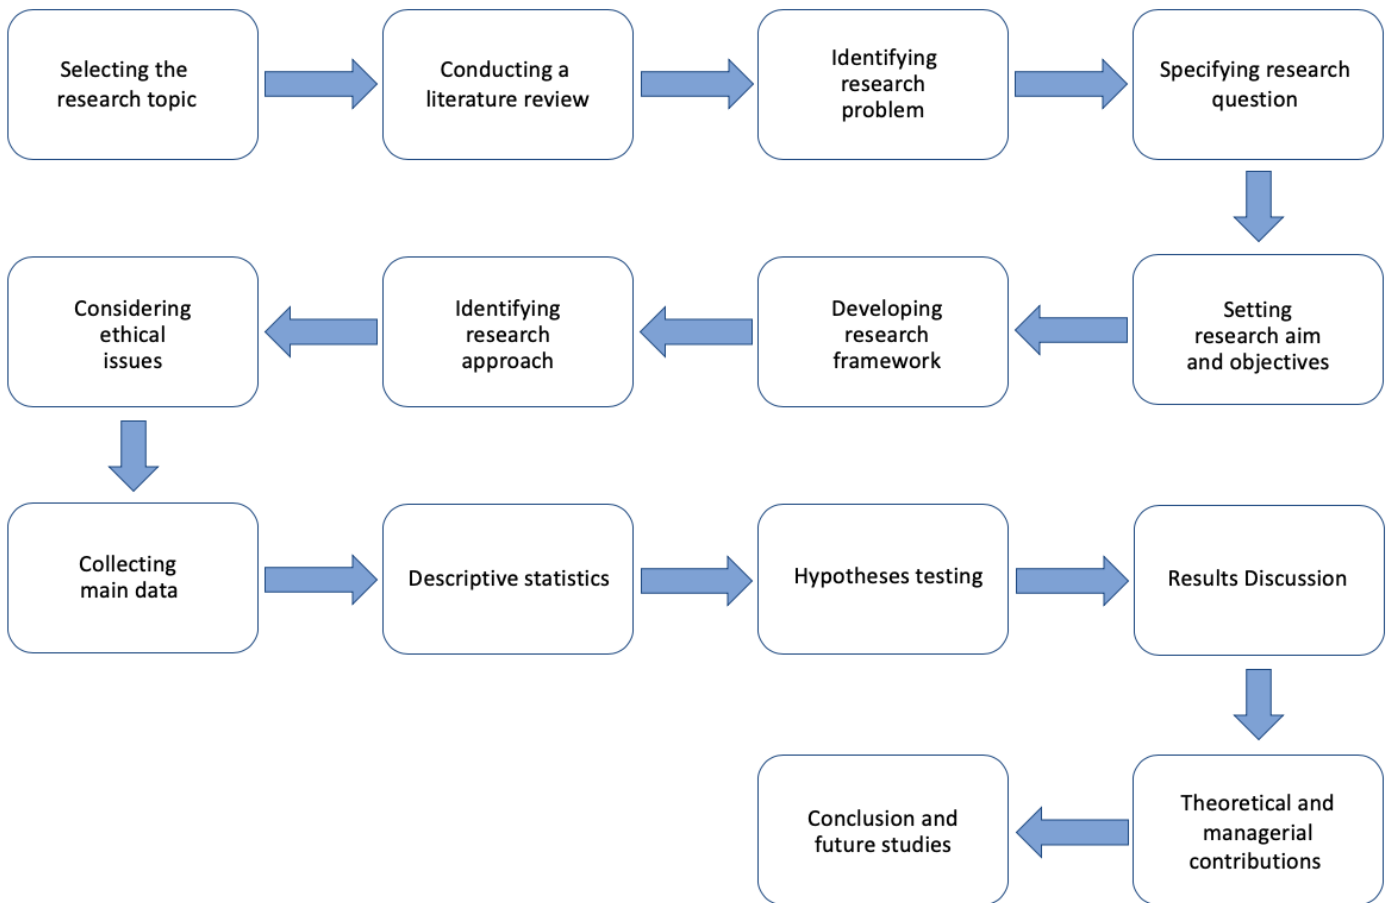 Selecting the
research topic
Conducting a
literature review
Identifying
research
problem
Specifying research
question
Setting
research aim
and objectives
Developing
research
framework
Identifying
research
approach
Considering
ethical
issues
Collecting
main data
Descriptive statistics
Hypotheses testing
Results Discussion
Theoretical and
managerial
contributions
Conclusion and
future studies